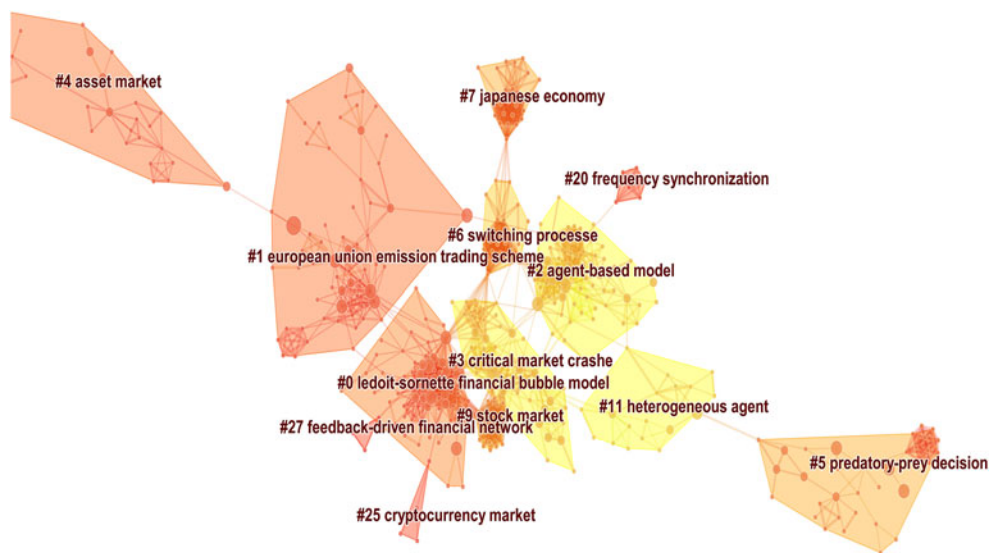 #4 asset market
#7 japanese economy
#20 frequency synchronization
#6 switching processe
#1 european union emission trading scheme
#2 agent-based model
#3 critical market crashe
#0 ledoit-sornette financial bubble model
#11 heterogeneous agent
#9 stock market
#27 feedback-driven financial network
#5 predatory-prey decision
#25 cryptocurrency market